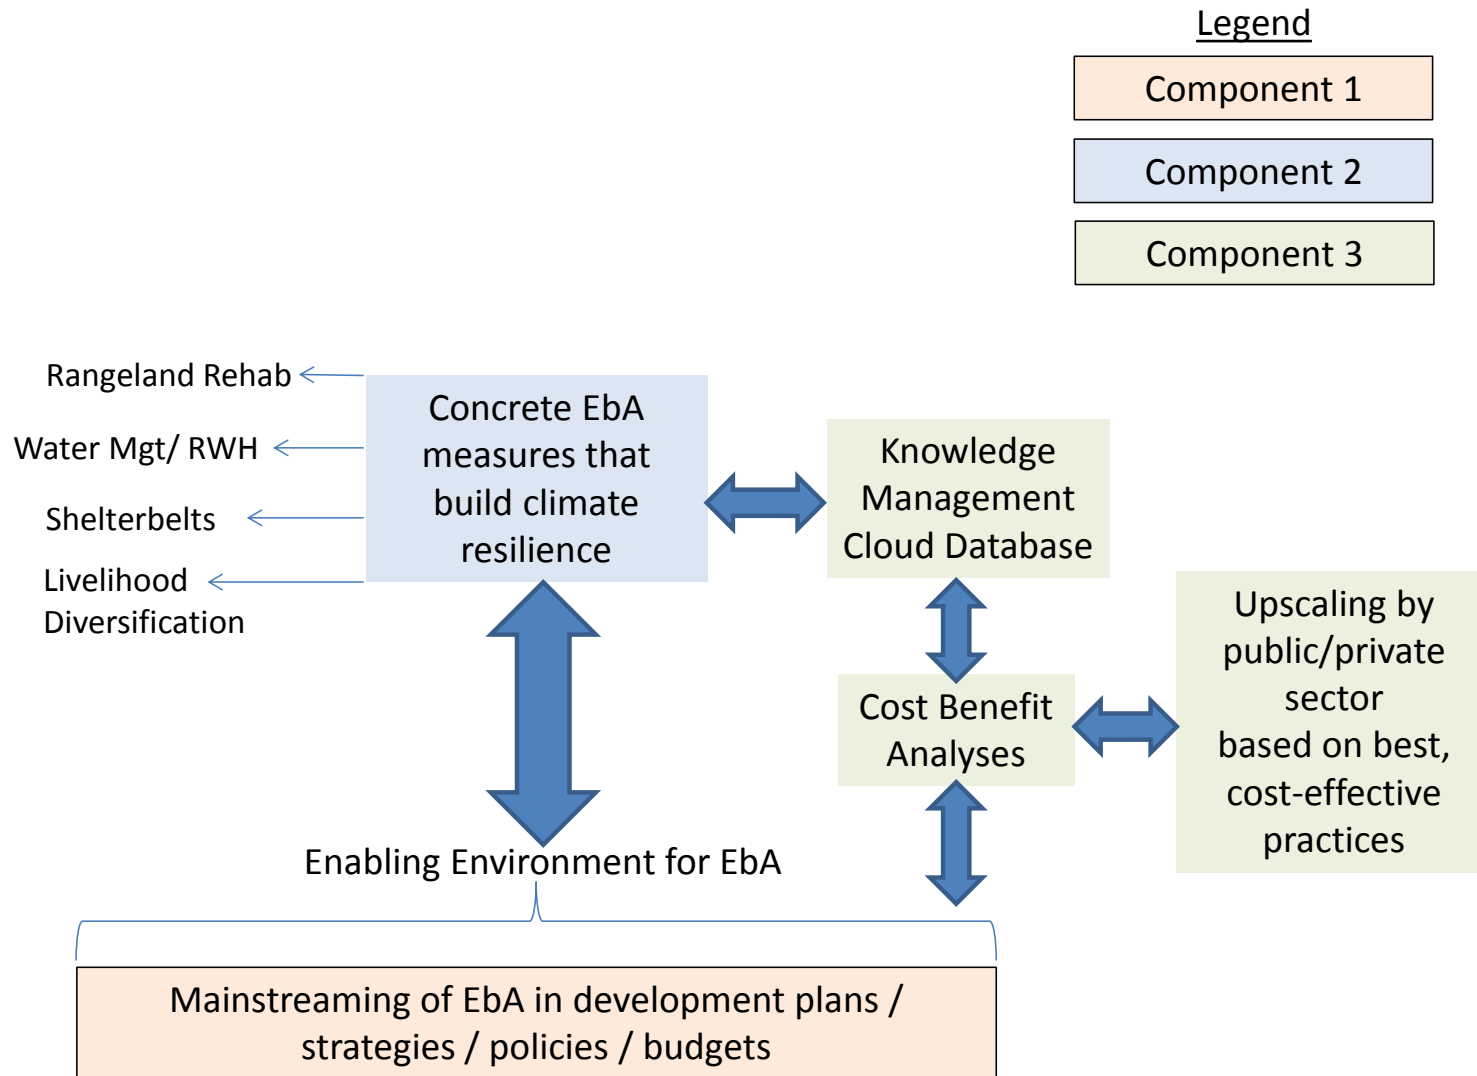 Legend
Component 1
Component 2
Component 3
Rangeland Rehab
Water Mgt/ RWH
Shelterbelts
Livelihood
Diversification
Concrete EbA
measures that
build climate
resilience
Knowledge
Management
Cloud Database
Cost Benefit
Analyses
Upscaling by
public/private
sector
based on best,
cost-effective
practices
Enabling Environment for EbA
Mainstreaming of EbA in development plans /
strategies / policies / budgets